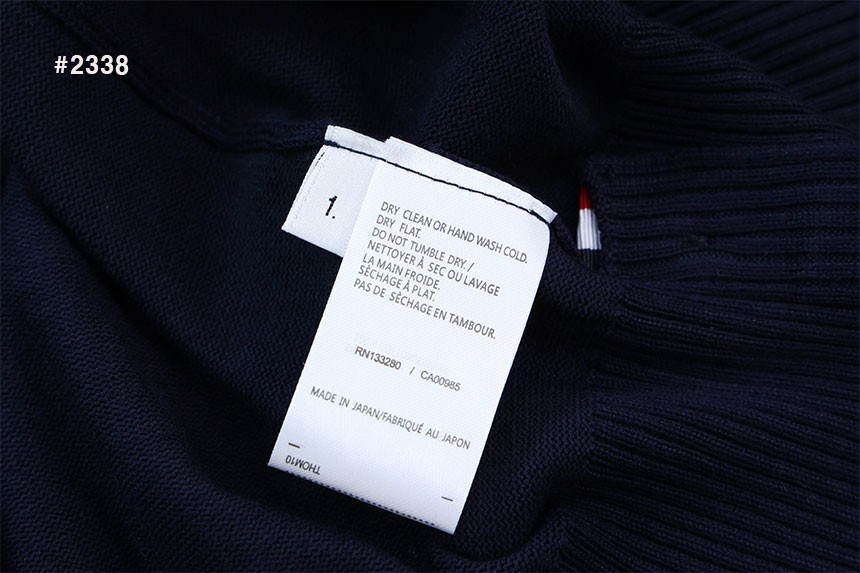 #2338
1.
DRY CLEAN OR HAND WASH COLD.
DRY FLAT.
DO NOT TUMBLE DRY./
NETTOYER À SEC OU LAVAGE
LA MAIN FROIDE.
SÉCHAGE À PLAT.
PAS DE SÈCHAGE EN TAMBOUR.
RN133280 / CA00985
MADE IN JAPAN/FABRIQUÉ AU JAPON
THOM10